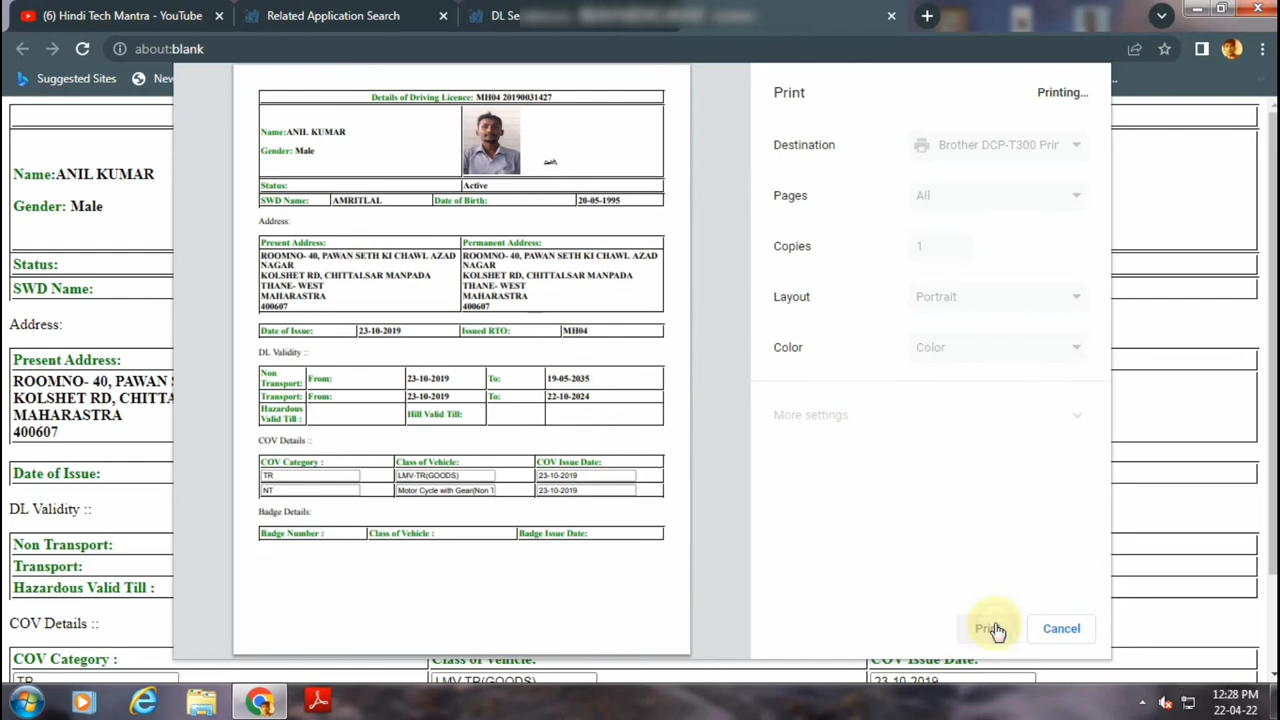 (6) Hindi Tech Mantra - YouTube
Related Application Search
DL Se
about:blank
Suggested Sites
New
Name:ANIL KUMAR
Gender: Male
Status:
SWD Name:
Address:
Present Address:
ROOMNO- 40, PAWAN S
KOLSHET RD, CHITTA
MAHARASTRA
400607
Date of Issue:
DL Validity ::
Non Transport:
Transport:
Hazardous Valid Till :
COV Details ::
COV Category :
Class of Vehicle:
COV Issue Date:
TR
LMV-TR(GOODS)
23-10-2019
Details of Driving Licence: MH04 20190031427
Name:ANIL KUMAR
Gender: Male
Status:
Active
SWD Name:
AMRITLAL
Date of Birth:
20-05-1995
Address:
Present Address:
Permanent Address:
ROOMNO- 40, PAWAN SETH KI CHAWL AZAD
NAGAR
KOLSHET RD, CHITTALSAR MANPADA
THANE- WEST
MAHARASTRA
400607
ROOMNO- 40, PAWAN SETH KI CHAWL AZAD
NAGAR
KOLSHET RD, CHITTALSAR MANPADA
THANE- WEST
MAHARASTRA
400607
Date of Issue:
23-10-2019
Issued RTO:
MH04
DL Validity ::
Non
Transport:
From:
23-10-2019
To:
19-05-2035
Transport:
From:
23-10-2019
To:
22-10-2024
Hazardous
Valid Till :
Hill Valid Till:
COV Details ::
COV Category :
Class of Vehicle:
COV Issue Date:
TR
LMV-TR(GOODS)
23-10-2019
NT
Motor Cycle with Gear(Non T
23-10-2019
Badge Details:
Badge Number :
Class of Vehicle :
Badge Issue Date:
Print
Printing...
Destination
Brother DCP-T300 Prir
Pages
All
Copies
1
Layout
Portrait
Color
Color
More settings
Cancel
12:28 PM
22-04-22